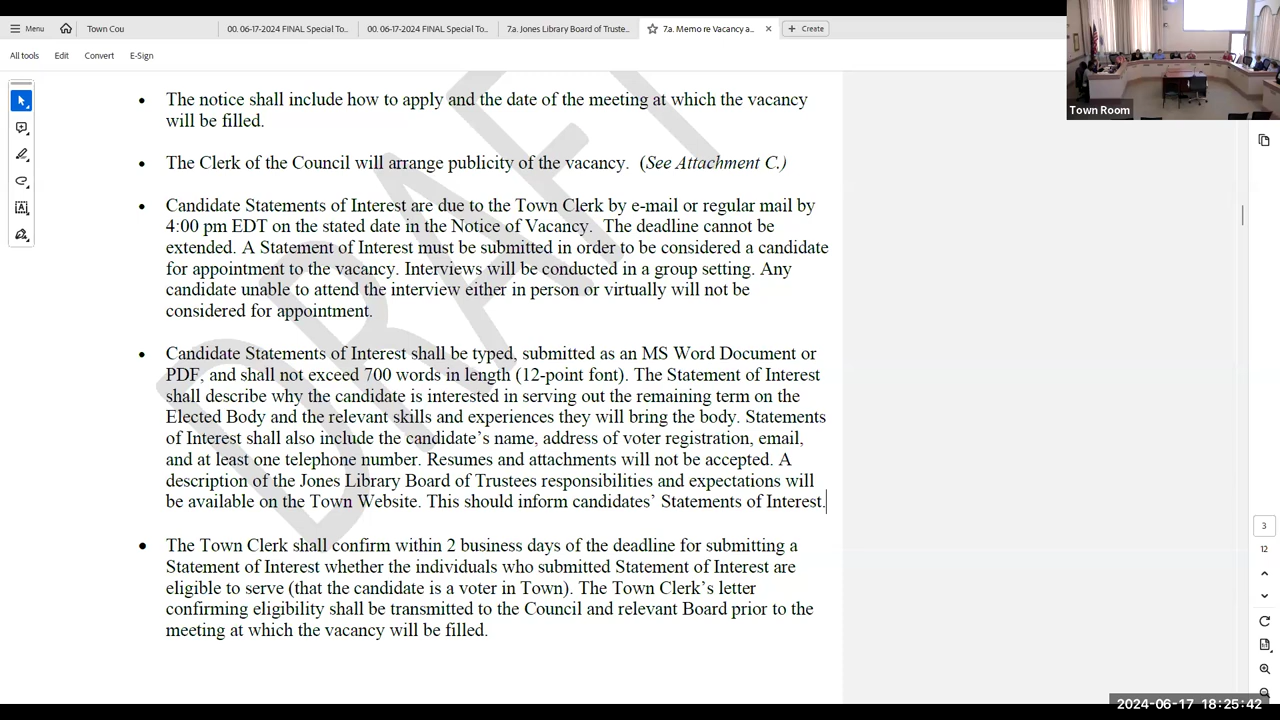 Menu
Town Cou
00. 06-17-2024 FINAL Special To...
00. 06-17-2024 FINAL Special To...
7a. Jones Library Board of Truste...
7a. Memo re Vacancy a...
Create
All tools
Edit
Convert
E-Sign
Town Room
DRAFT
• The notice shall include how to apply and the date of the meeting at which the vacancy
will be filled.
• The Clerk of the Council will arrange publicity of the vacancy. (See Attachment C.)
• Candidate Statements of Interest are due to the Town Clerk by e-mail or regular mail by
4:00 pm EDT on the stated date in the Notice of Vacancy. The deadline cannot be
extended. A Statement of Interest must be submitted in order to be considered a candidate
for appointment to the vacancy. Interviews will be conducted in a group setting. Any
candidate unable to attend the interview either in person or virtually will not be
considered for appointment.
• Candidate Statements of Interest shall be typed, submitted as an MS Word Document or
PDF, and shall not exceed 700 words in length (12-point font). The Statement of Interest
shall describe why the candidate is interested in serving out the remaining term on the
Elected Body and the relevant skills and experiences they will bring the body. Statements
of Interest shall also include the candidate's name, address of voter registration, email,
and at least one telephone number. Resumes and attachments will not be accepted. A
description of the Jones Library Board of Trustees responsibilities and expectations will
be available on the Town Website. This should inform candidates' Statements of Interest.
• The Town Clerk shall confirm within 2 business days of the deadline for submitting a
Statement of Interest whether the individuals who submitted Statement of Interest are
eligible to serve (that the candidate is a voter in Town). The Town Clerk's letter
confirming eligibility shall be transmitted to the Council and relevant Board prior to the
meeting at which the vacancy will be filled.
3
12
2024-06-17 18:25:42